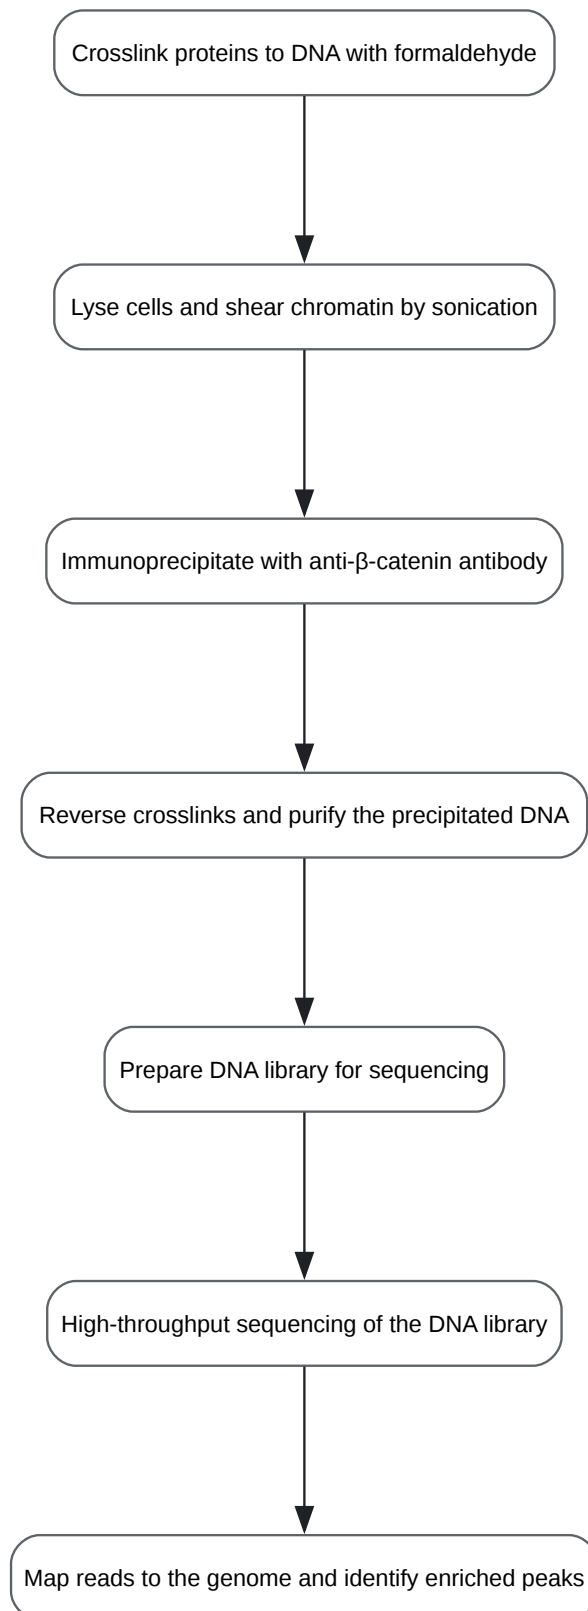 Crosslink proteins to DNA with formaldehyde
Lyse cells and shear chromatin by sonication
Immunoprecipitate with anti-β-catenin antibody
Reverse crosslinks and purify the precipitated DNA
Prepare DNA library for sequencing
High-throughput sequencing of the DNA library
Map reads to the genome and identify enriched peaks